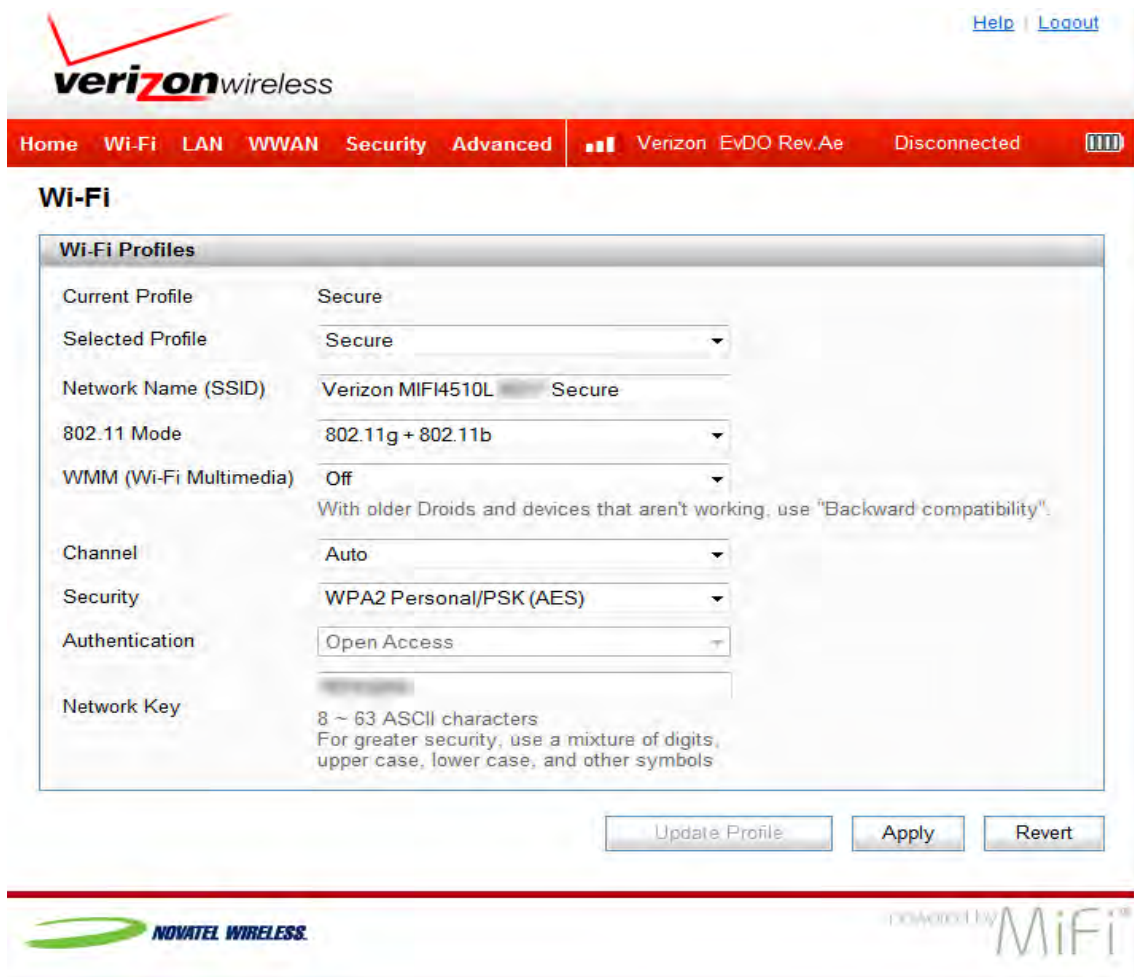 Help | Logout
verizonwireless
Home Wi-Fi LAN WWAN Security Advanced Verizon EvDO Rev.Ae Disconnected
Wi-Fi
Wi-Fi Profiles
Current Profile Secure
Selected Profile Secure
Network Name (SSID) Verizon MIFI4510L Secure
802.11 Mode 802.11g + 802.11b
WMM (Wi-Fi Multimedia) Off
With older Droids and devices that aren't working, use "Backward compatibility".
Channel Auto
Security WPA2 Personal/PSK (AES)
Authentication Open Access
Network Key
8 ~ 63 ASCII characters
For greater security, use a mixture of digits,
upper case, lower case, and other symbols
Update Profile Apply Revert
NOVATEL WIRELESS. powered by MiFi™